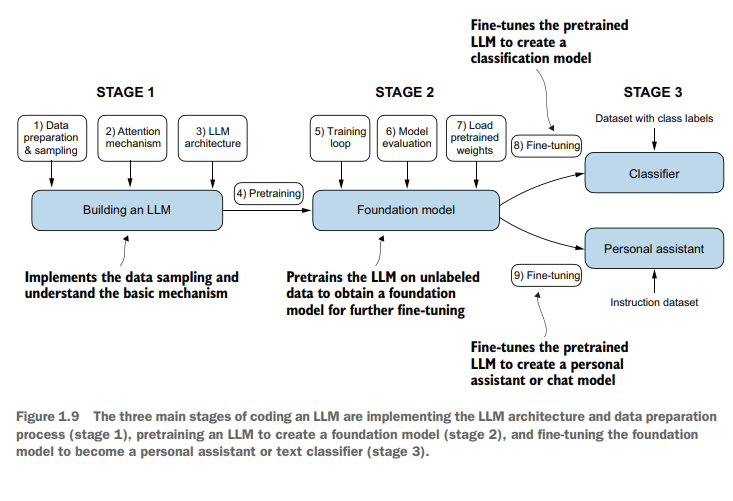 Fine-tunes the pretrained
LLM to create a
classification model
STAGE 1
STAGE 2
STAGE 3
1) Data
preparation
& sampling
2) Attention
mechanism
3) LLM
architecture
5) Training
loop
6) Model
evaluation
7) Load
pretrained
weights
8) Fine-tuning
Dataset with class labels
Building an LLM
4) Pretraining
Foundation model
Classifier
Personal assistant
Implements the data sampling and
understand the basic mechanism
Pretrains the LLM on unlabeled
data to obtain a foundation
model for further fine-tuning
9) Fine-tuning
Instruction dataset
Fine-tunes the pretrained
LLM to create a personal
assistant or chat model
Figure 1.9 The three main stages of coding an LLM are implementing the LLM architecture and data preparation
process (stage 1), pretraining an LLM to create a foundation model (stage 2), and fine-tuning the foundation
model to become a personal assistant or text classifier (stage 3).